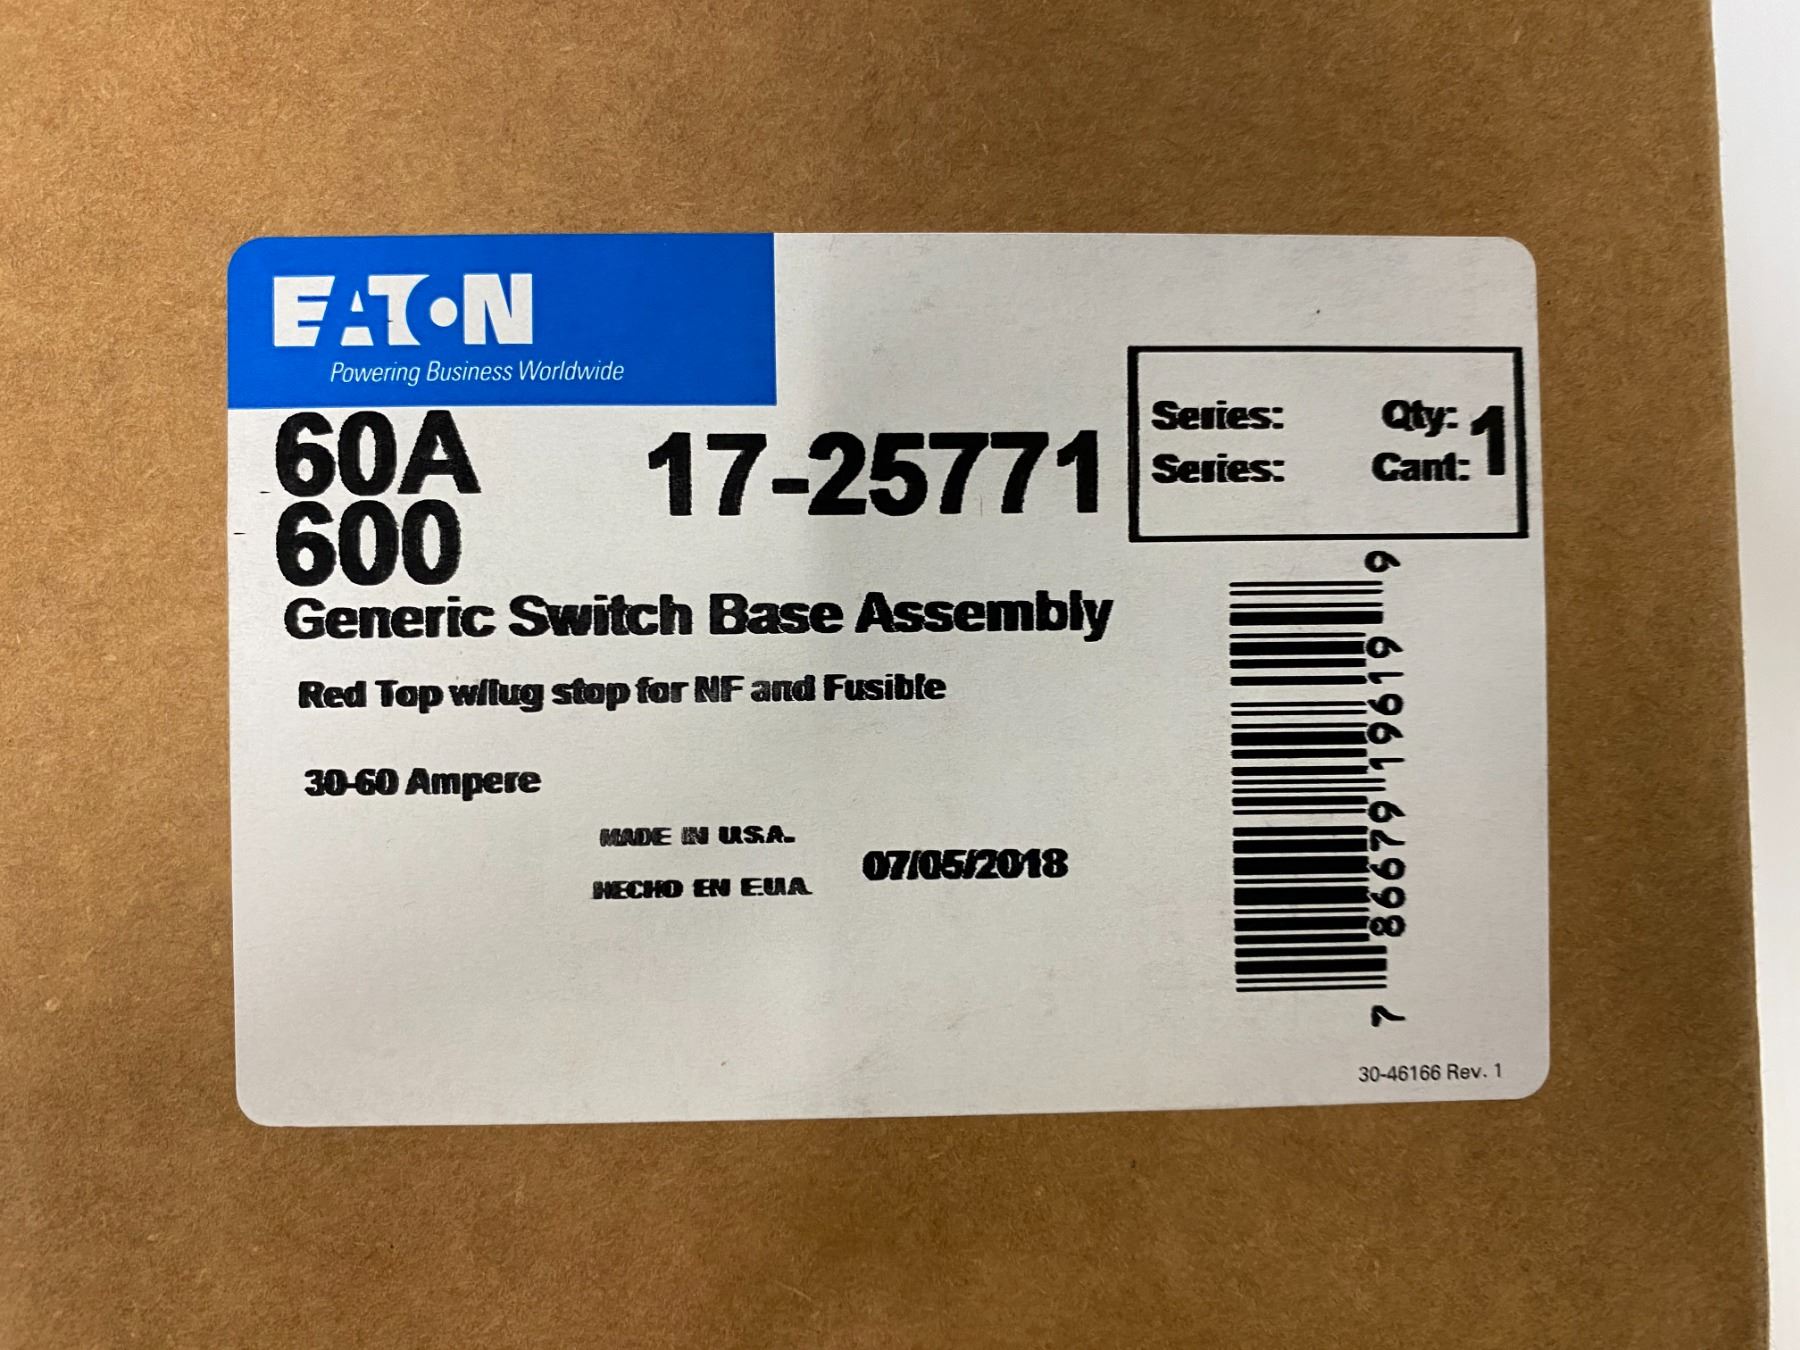 EATON
Powering Business Worldwide
60A
600
17-25771
Series: Qty: 1
Series: Cant:
Generic Switch Base Assembly
Red Top w/lug stop for NF and Fusible
30-60 Ampere
MADE IN U.S.A.
HECHO EN E.U.A.
07/05/2018
7 86679 19619 9
30-46166 Rev. 1